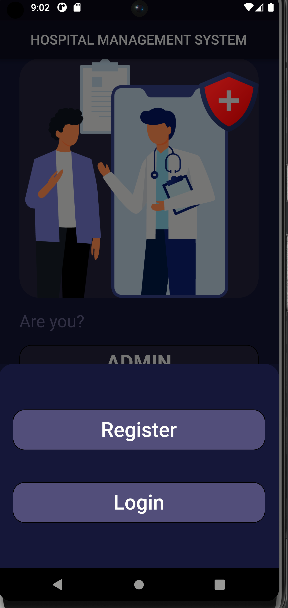 9:02
HOSPITAL MANAGEMENT SYSTEM
Are you?
ADMIN
Register
Login